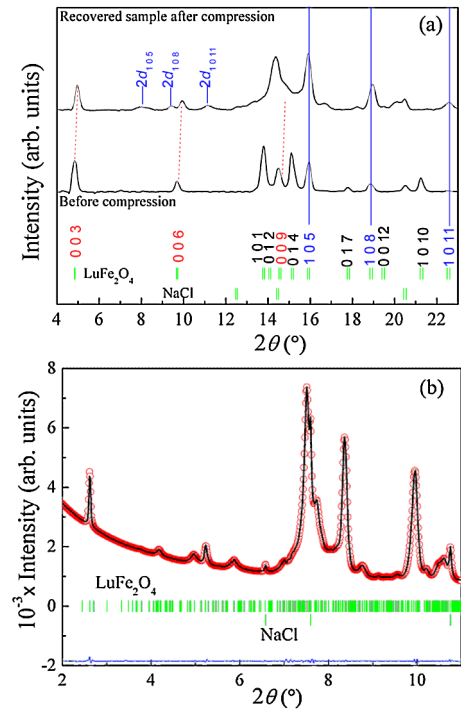 Recovered sample after compression
(a)
2d105
2d108
2d1011
Intensity (arb. units)
Before compression
0 0 3
0 0 6
1 0 1
0 1 2
0 0 9
0 1 4
1 0 5
0 1 7
1 0 8
0 0 12
1 0 10
1 0 11
LuFe2O4
NaCl
4 6 8 10 12 14 16 18 20 22
2θ (°)
(b)
8
6
4
2
0
-2
10-3x Intensity (arb. units)
LuFe2O4
NaCl
2 4 6 8 10
2θ (°)